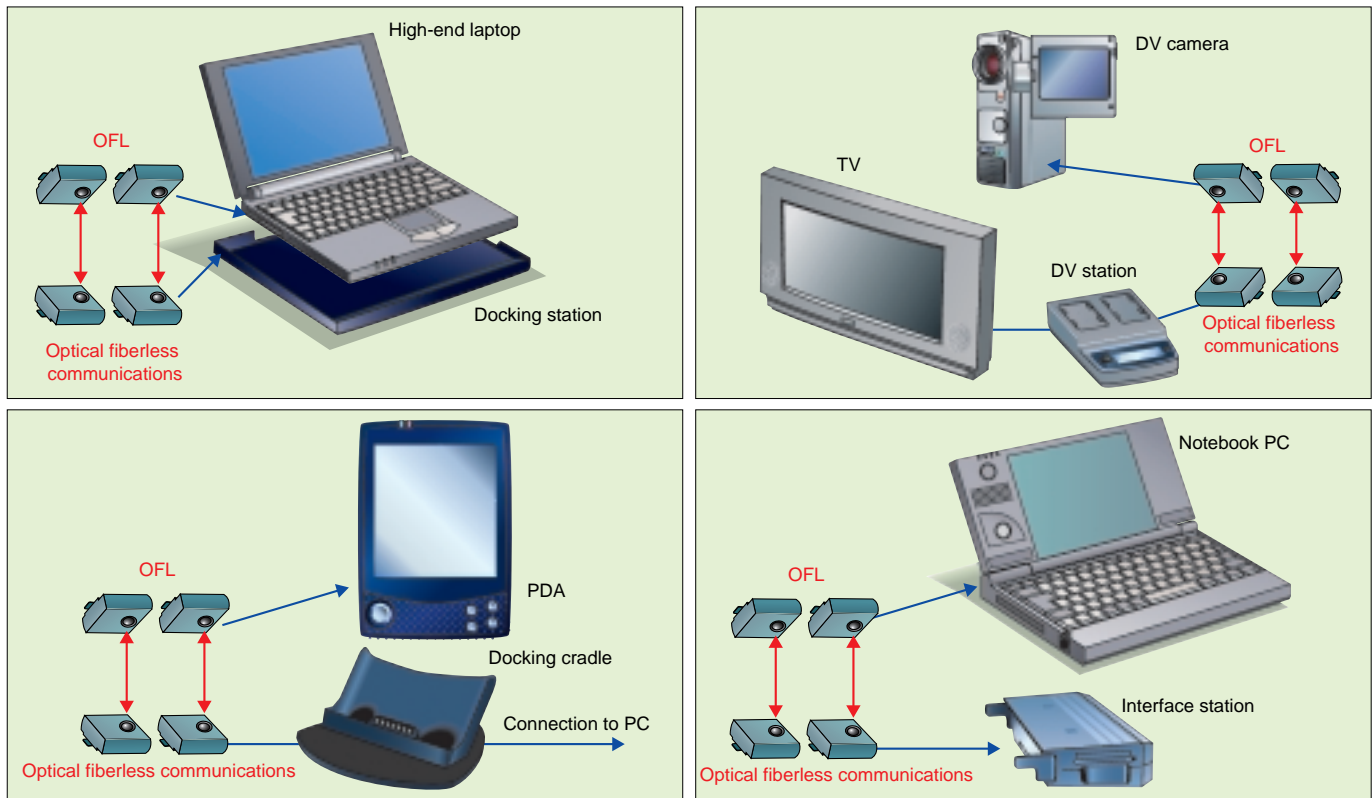 High-end laptop
OFL
Docking station
Optical fiberless
communications
DV camera
OFL
TV
DV station
Optical fiberless
communications
OFL
PDA
Docking cradle
Connection to PC
Optical fiberless communications
Notebook PC
OFL
Interface station
Optical fiberless communications